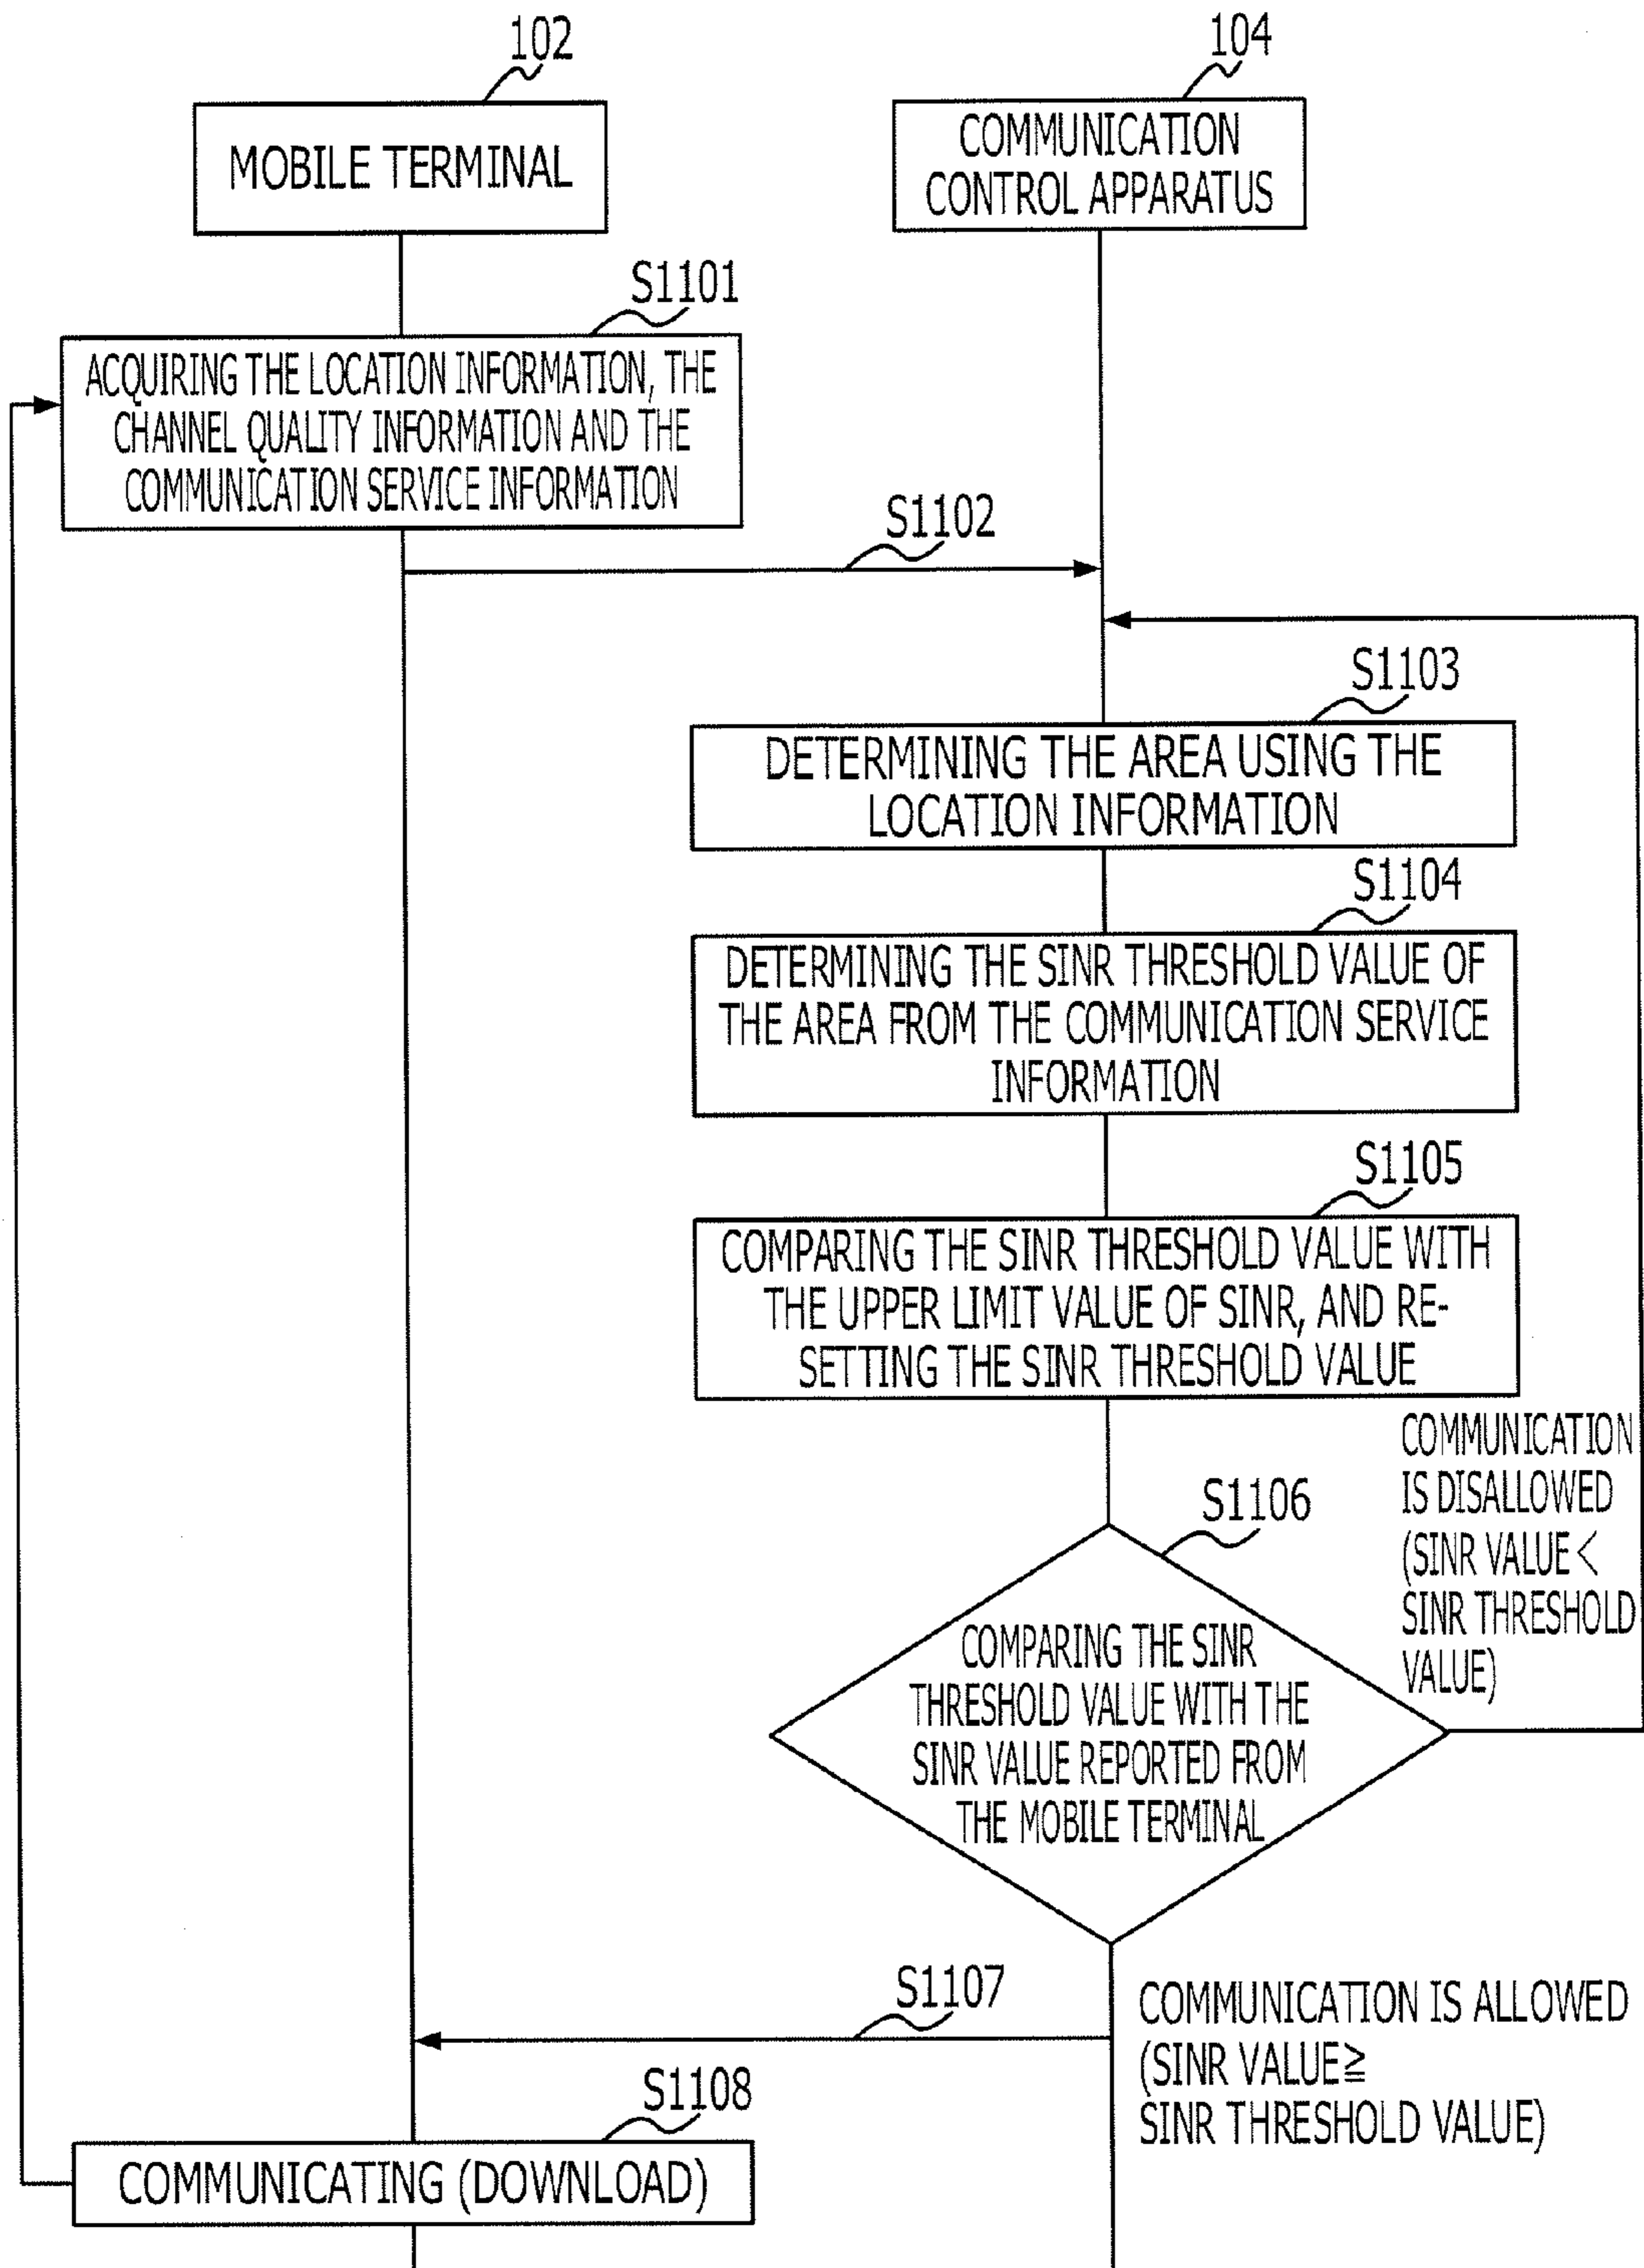 102
104
MOBILE TERMINAL
COMMUNICATION
CONTROL APPARATUS
S1101
ACQUIRING THE LOCATION INFORMATION, THE
CHANNEL QUALITY INFORMATION AND THE
COMMUNICATION SERVICE INFORMATION
S1102
S1103
DETERMINING THE AREA USING THE
LOCATION INFORMATION
S1104
DETERMINING THE SINR THRESHOLD VALUE OF
THE AREA FROM THE COMMUNICATION SERVICE
INFORMATION
S1105
COMPARING THE SINR THRESHOLD VALUE WITH
THE UPPER LIMIT VALUE OF SINR, AND RE-
SETTING THE SINR THRESHOLD VALUE
COMMUNICATION
IS DISALLOWED
(SINR VALUE<
SINR THRESHOLD
VALUE)
S1106
COMPARING THE SINR
THRESHOLD VALUE WITH THE
SINR VALUE REPORTED FROM
THE MOBILE TERMINAL
S1107
COMMUNICATION IS ALLOWED
(SINR VALUE≧
SINR THRESHOLD VALUE)
S1108
COMMUNICATING (DOWNLOAD)